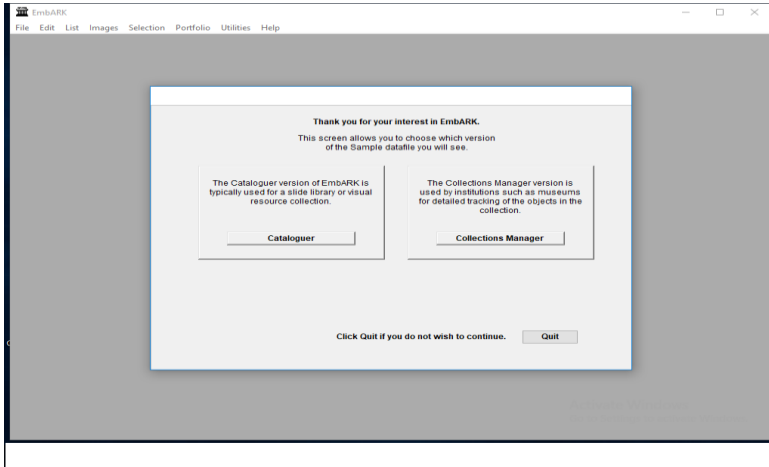 EmbARK
File Edit List Images Selection Portfolio Utilities Help
Thank you for your interest in EmbARK.
This screen allows you to choose which version
of the Sample datafile you will see.
The Cataloguer version of EmbARK is
typically used for a slide library or visual
resource collection.
Cataloguer
The Collections Manager version is
used by institutions such as museums
for detailed tracking of the objects in the
collection.
Collections Manager
Click Quit if you do not wish to continue.
Quit